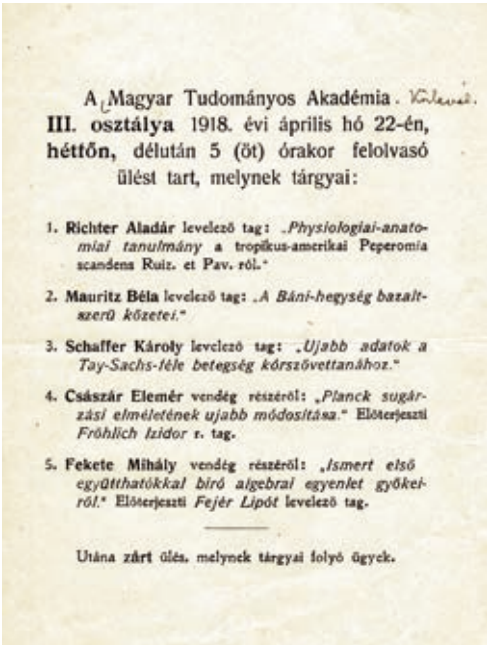 A Magyar Tudományos Akadémia.
III. osztálya 1918. évi április hó 22-én,
hétfőn, délután 5 (öt) órakor felolvasó
ülést tart, melynek tárgyai:
1. Richter Aladár levelező tag: „Physiologiai-anato-
miai tanulmány a tropikus-amerikai Peperomia
scandens Ruiz. et Pav.-ról.“
2. Mauritz Béla levelező tag: „A Báni-hegység bazalt-
szerű kőzetei.“
3. Schaffer Károly levelező tag: „Ujabb adatok a
Tay-Sachs-féle betegség kórszövettanához.“
4. Császár Elemér vendég részéről: „Planck sugár-
zási elméletének ujabb módosítása.“ Előterjeszti
Fröhlich Izidor r. tag.
5. Fekete Mihály vendég részéről: „Ismert első
együtthatókkal bíró algebrai egyenlet gyökei-
ről.“ Előterjeszti Fejér Lipót levelező tag.
Utána zárt ülés, melynek tárgyai folyó ügyek.